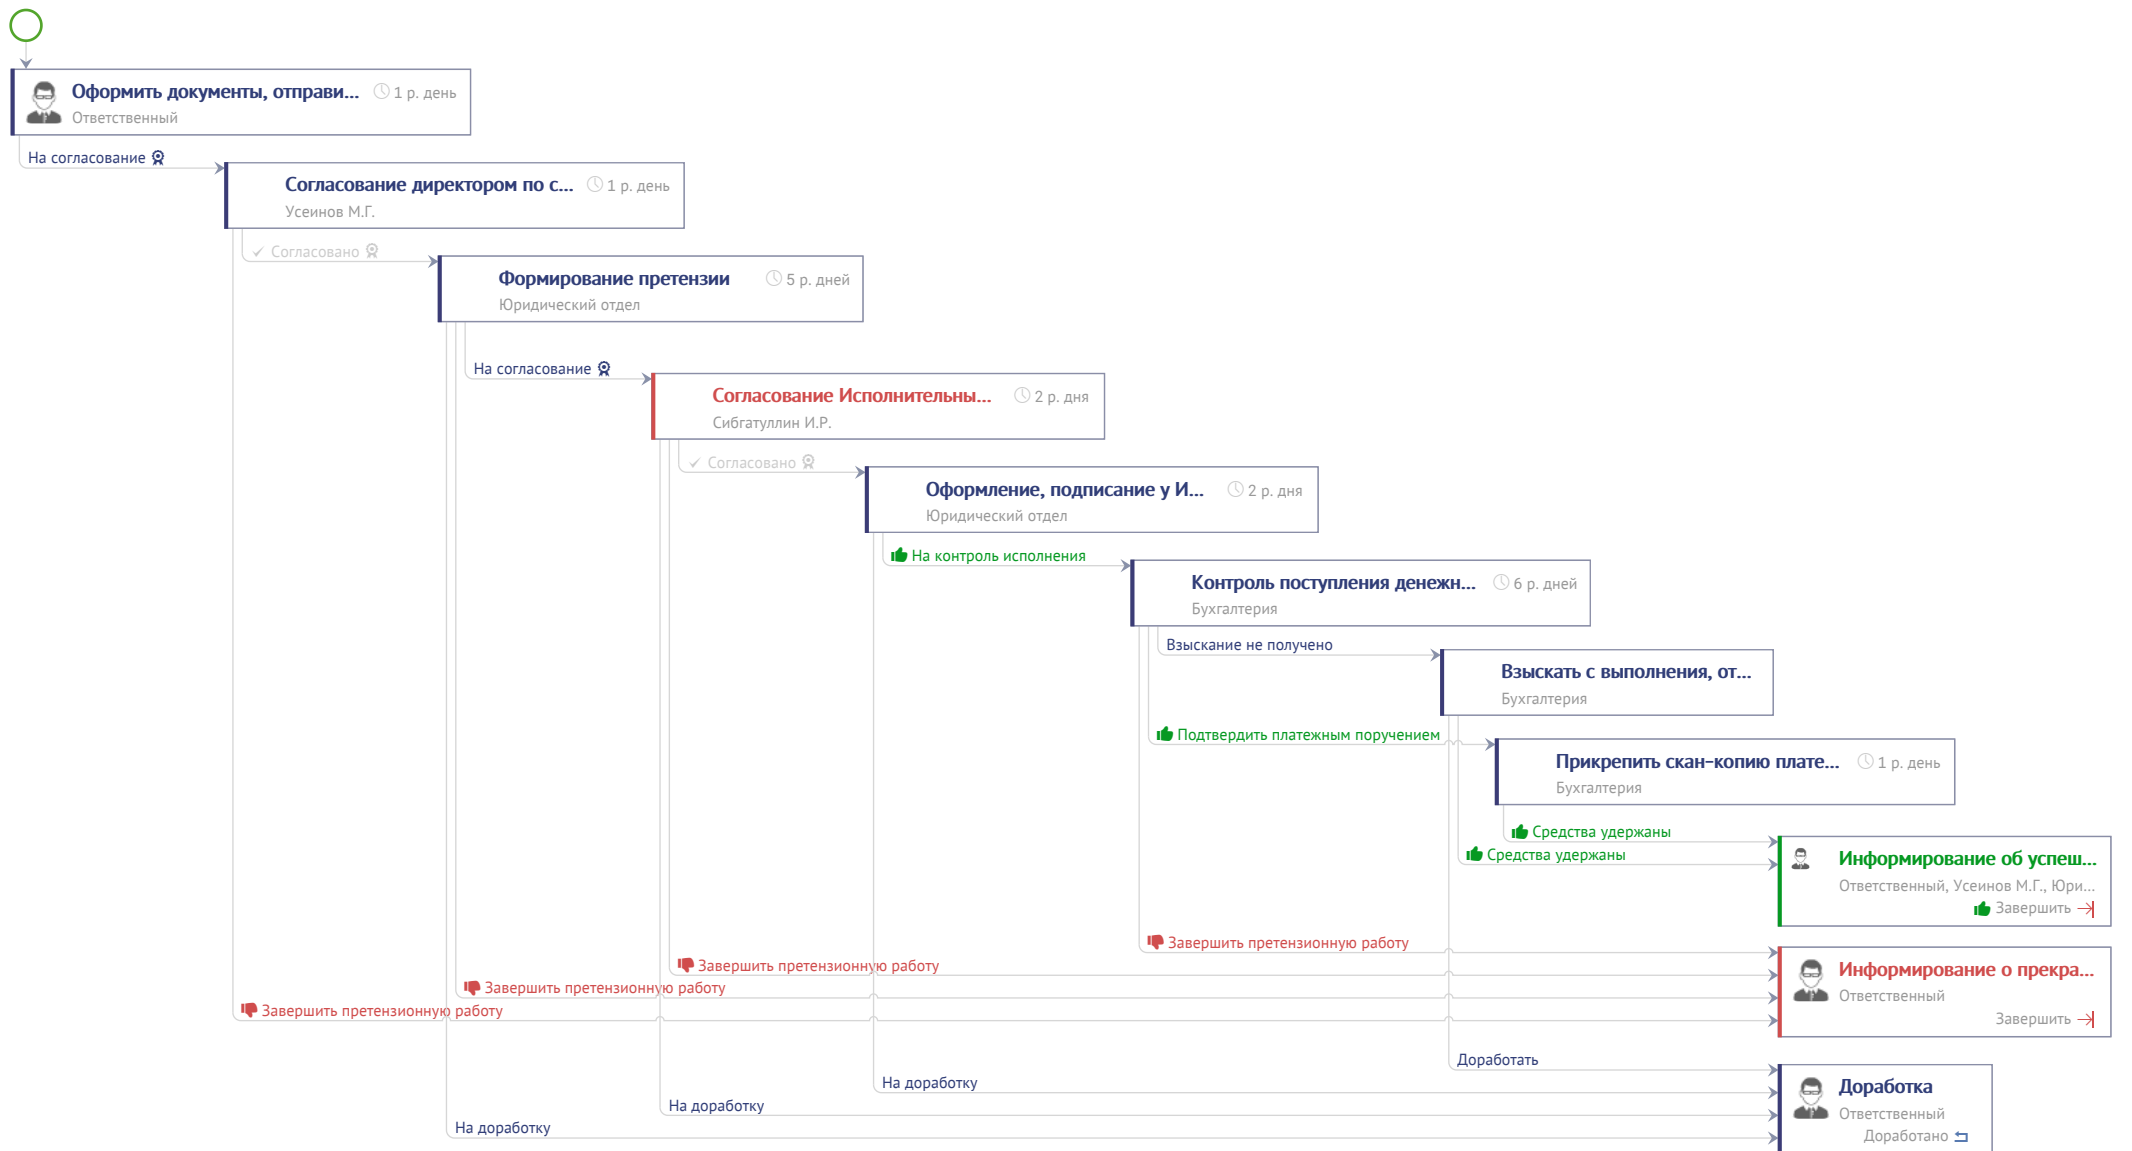 Оформить документы, отправи... 1 р. день
Ответственный
На согласование
Согласование директором по с... 1 р. день
Усеинов М.Г.
Согласовано
Формирование претензии 5 р. дней
Юридический отдел
На согласование
Согласование Исполнительны... 2 р. дня
Сибгатуллин И.Р.
Согласовано
Оформление, подписание у И... 2 р. дня
Юридический отдел
На контроль исполнения
Контроль поступления денежн... 6 р. дней
Бухгалтерия
Взыскание не получено
Взыскать с выполнения, от...
Бухгалтерия
Подтвердить платежным поручением
Прикрепить скан-копию плате... 1 р. день
Бухгалтерия
Средства удержаны
Средства удержаны
Информирование об успеш...
Ответственный, Усеинов М.Г., Юри...
Завершить
Завершить претензионную работу
Завершить претензионную работу
Информирование о прекра...
Завершить претензионную работу
Ответственный
Завершить претензионную работу
Завершить
Доработать
На доработку
Доработка
На доработку
Ответственный
На доработку
Доработано